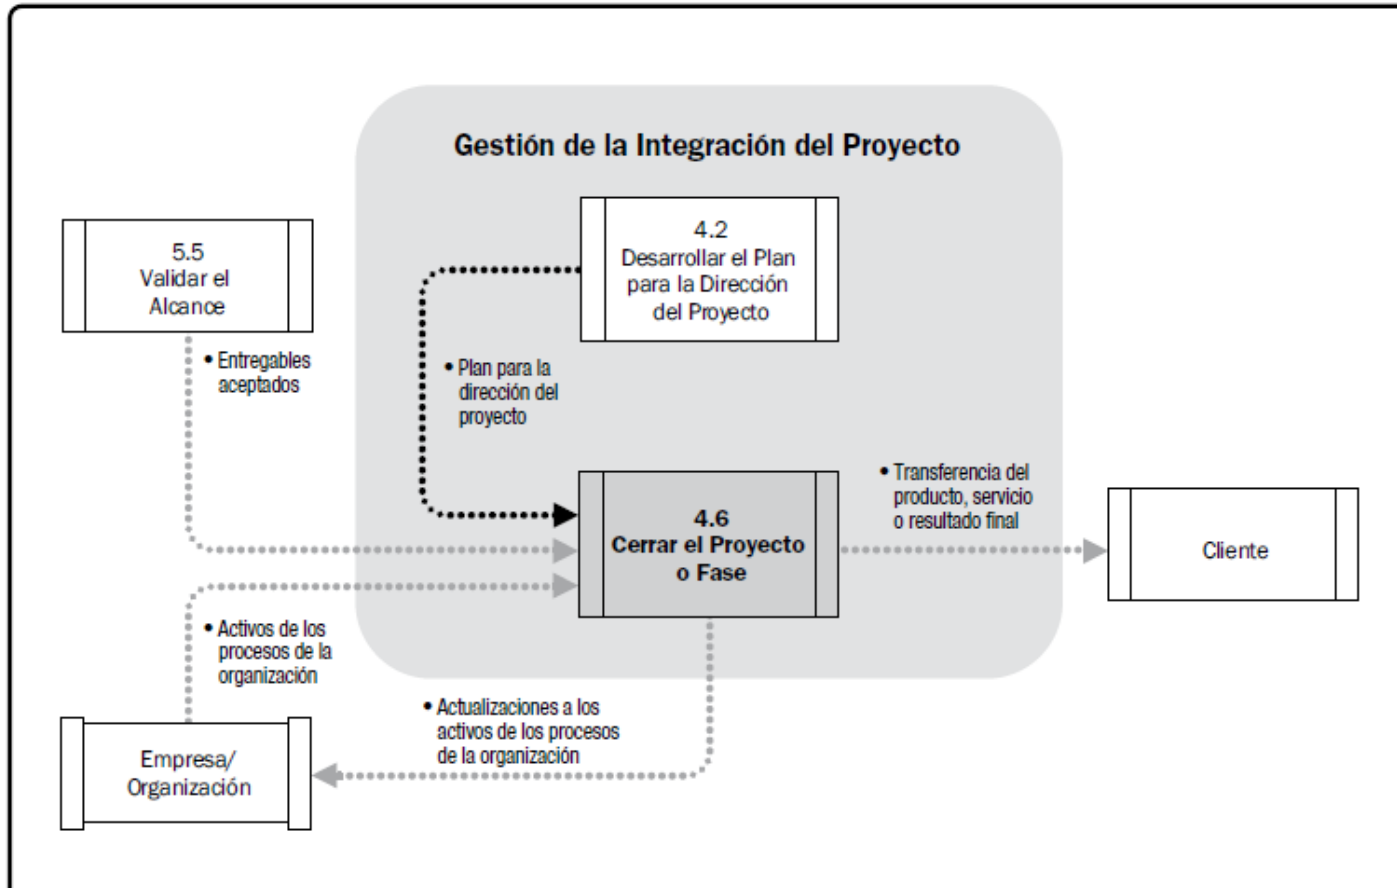 Gestión de la Integración del Proyecto
5.5
Validar el
Alcance
4.2
Desarrollar el Plan
para la Dirección
del Proyecto
• Entregables
aceptados
• Plan para la
dirección del
proyecto
4.6
Cerrar el Proyecto
o Fase
• Transferencia del
producto, servicio
o resultado final
Cliente
• Activos de los
procesos de la
organización
• Actualizaciones a los
activos de los procesos
de la organización
Empresa/
Organización